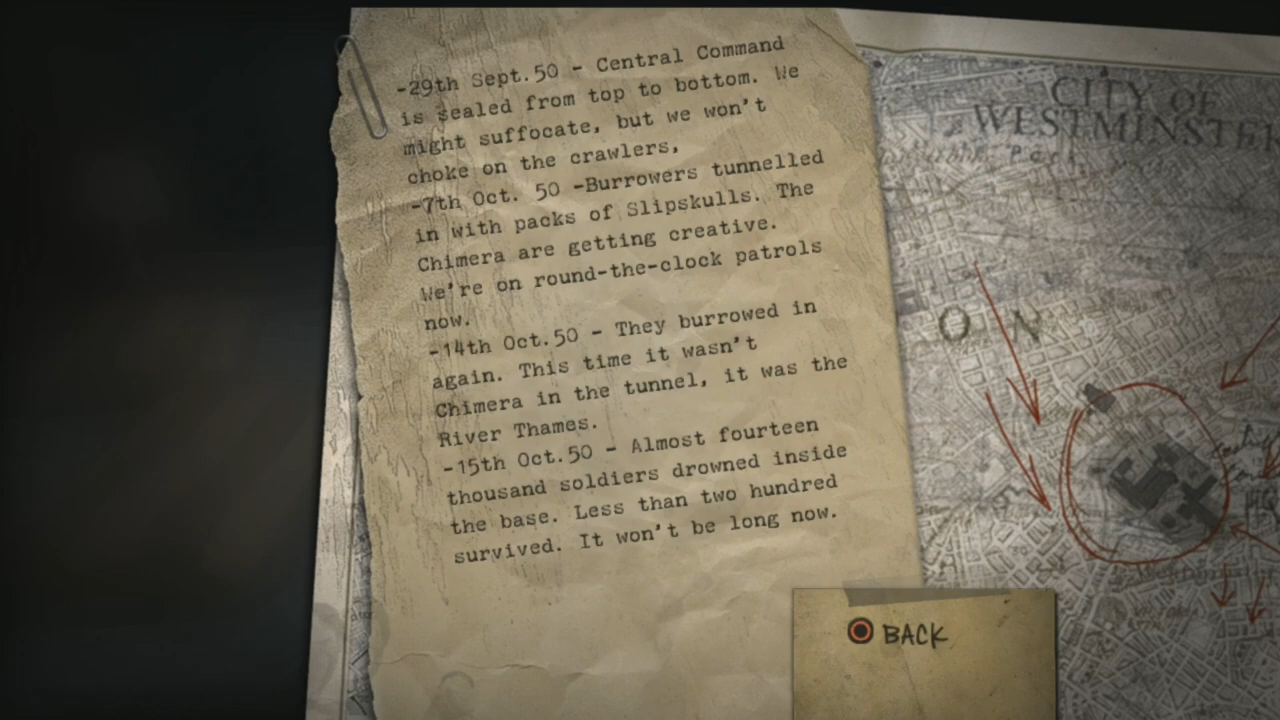 -29th Sept.50 - Central Command
is sealed from top to bottom. We
might suffocate, but we won't
choke on the crawlers,
-7th Oct. 50 -Burrowers tunnelled
in with packs of Slipskulls. The
Chimera are getting creative.
We're on round-the-clock patrols
now.
-14th Oct.50 - They burrowed in
again. This time it wasn't
Chimera in the tunnel, it was the
River Thames.
-15th Oct.50 - Almost fourteen
thousand soldiers drowned inside
the base. Less than two hundred
survived. It won't be long now.
CITY OF
WESTMINSTER
O N
BACK